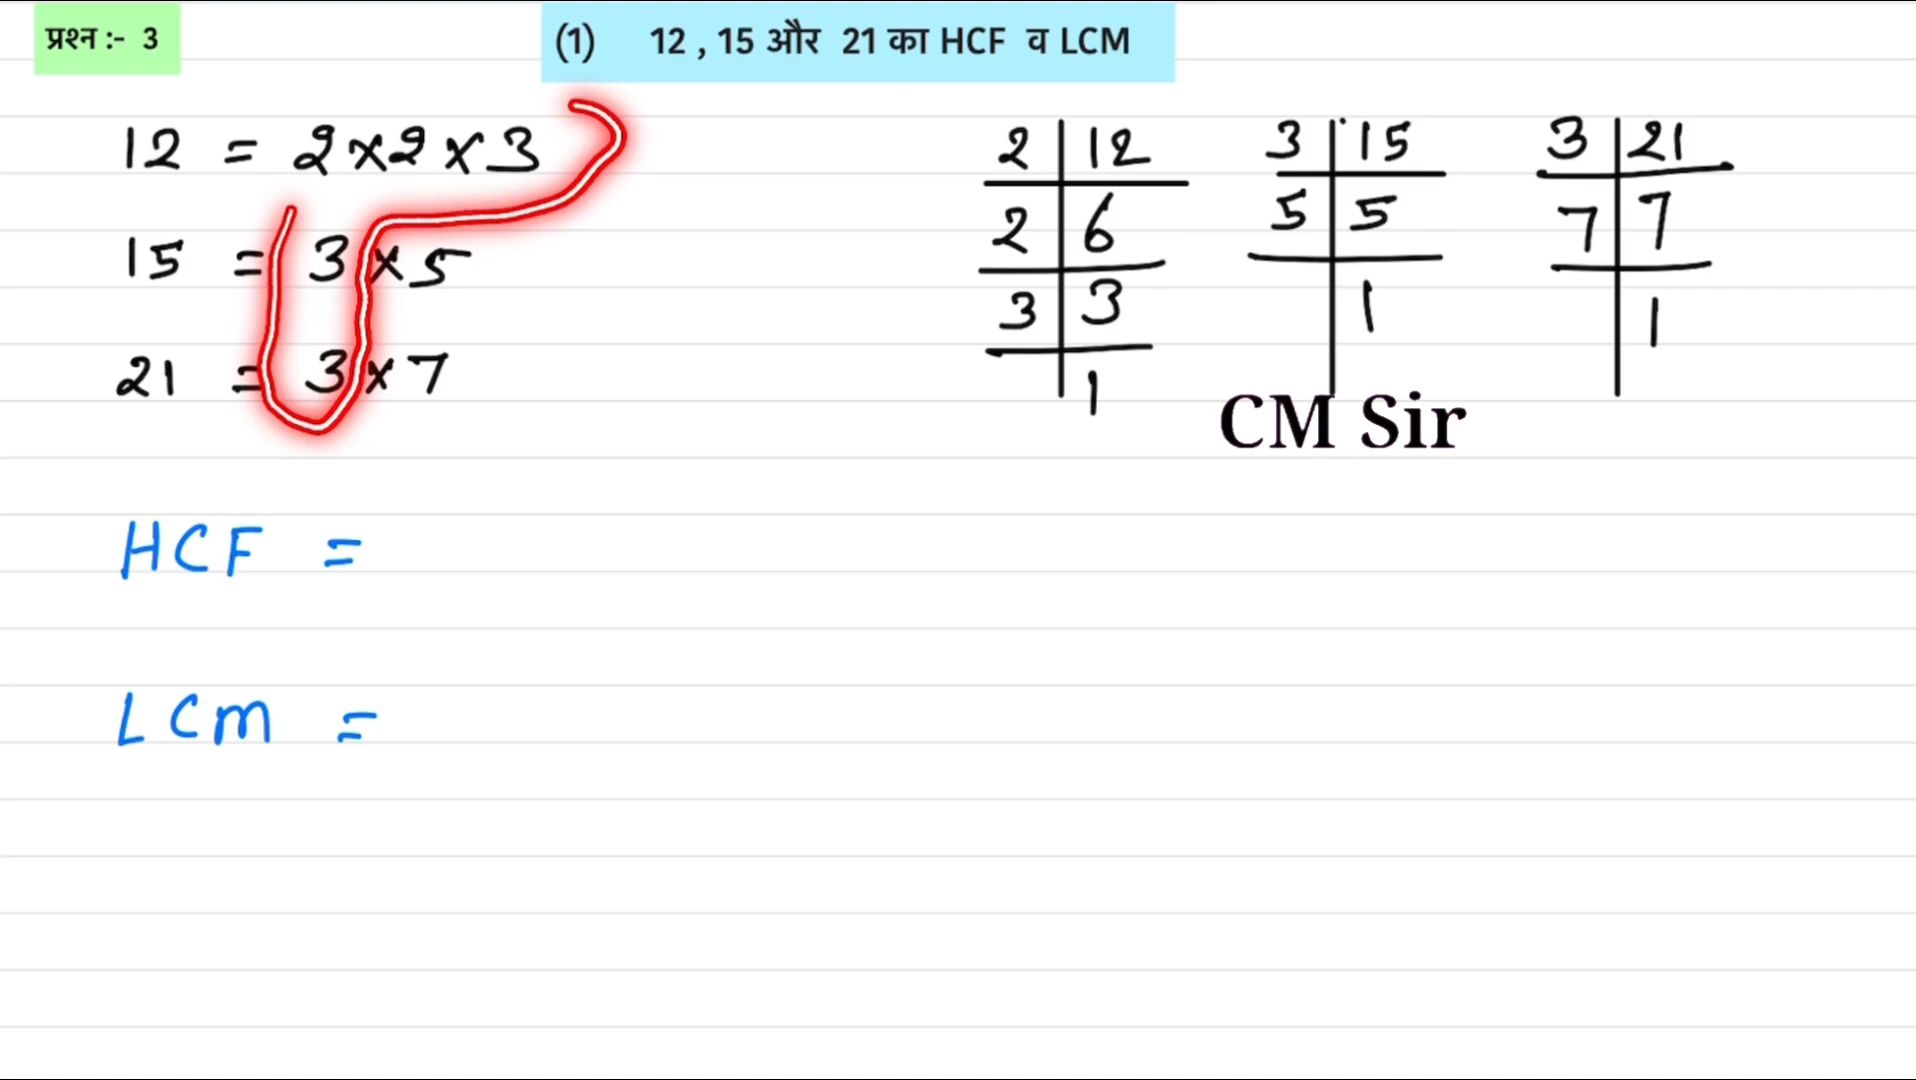 प्रश्न :- 3
(1) 12 , 15 और 21 का HCF व LCM
12 = 2×2×3
15 = 3×5
21 = 3×7
2 | 12
2 | 6
3 | 3
1
3 | 15
5 | 5
1
3 | 21
7 | 7
1
CM Sir
HCF =
LCm =